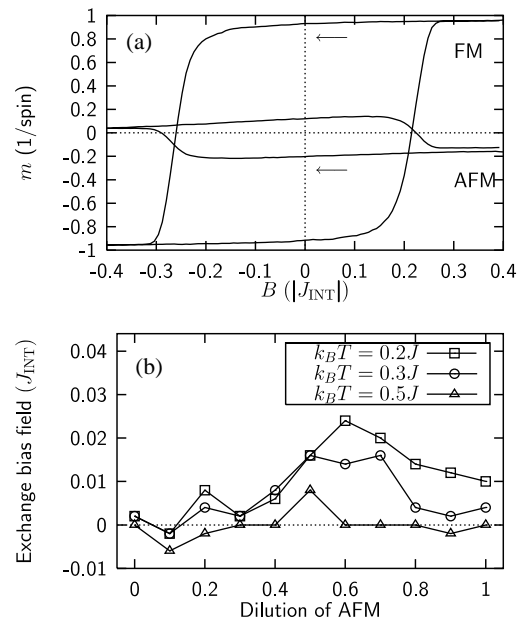 (a)
FM
AFM
m (1/spin)
1
0.8
0.6
0.4
0.2
0
-0.2
-0.4
-0.6
-0.8
-1
-0.4 -0.3 -0.2 -0.1 0 0.1 0.2 0.3 0.4
B (|J_INT|)
(b)
k_BT = 0.2J
k_BT = 0.3J
k_BT = 0.5J
Exchange bias field (J_INT)
0.04
0.03
0.02
0.01
0
-0.01
0 0.2 0.4 0.6 0.8 1
Dilution of AFM